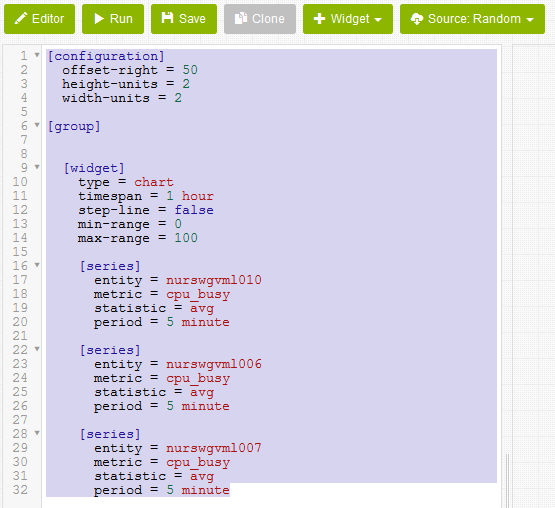 Editor Run Save Clone Widget Source: Random
1 [configuration]
2 offset-right = 50
3 height-units = 2
4 width-units = 2
5
6 [group]
7
8
9 [widget]
10 type = chart
11 timespan = 1 hour
12 step-line = false
13 min-range = 0
14 max-range = 100
15
16 [series]
17 entity = nurswgvml010
18 metric = cpu_busy
19 statistic = avg
20 period = 5 minute
21
22 [series]
23 entity = nurswgvml006
24 metric = cpu_busy
25 statistic = avg
26 period = 5 minute
27
28 [series]
29 entity = nurswgvml007
30 metric = cpu_busy
31 statistic = avg
32 period = 5 minute